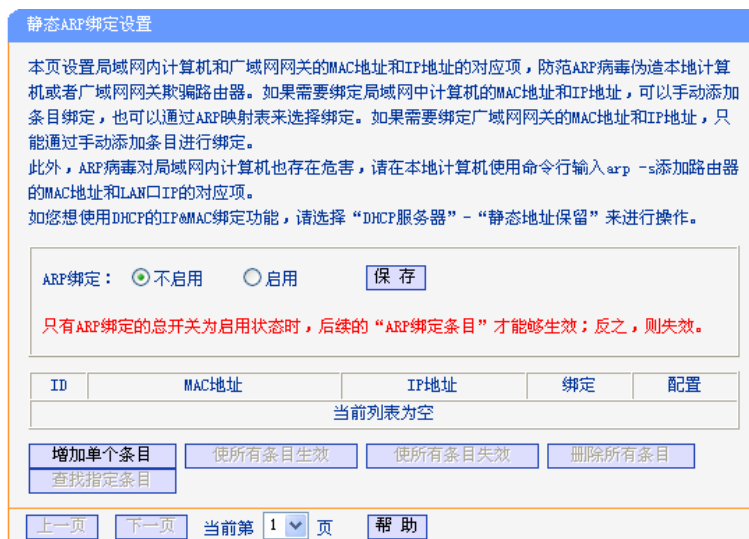 静态ARP绑定设置
本页设置局域网内计算机和广域网网关的MAC地址和IP地址的对应项，防范ARP病毒伪造本地计算
机或者广域网网关欺骗路由器。如果需要绑定局域网中计算机的MAC地址和IP地址，可以手动添加
条目绑定，也可以通过ARP映射表来选择绑定。如果需要绑定广域网网关的MAC地址和IP地址，只
能通过手动添加条目进行绑定。
此外，ARP病毒对局域网内计算机也存在危害，请在本地计算机使用命令行输入arp -s添加路由器
的MAC地址和LAN口IP的对应项。
如您想使用DHCP的IP&MAC绑定功能，请选择“DHCP服务器”-“静态地址保留”来进行操作。
ARP绑定： 不启用 启用 保 存
只有ARP绑定的总开关为启用状态时，后续的“ARP绑定条目”才能够生效；反之，则失效。
ID MAC地址 IP地址 绑定 配置
当前列表为空
增加单个条目 使所有条目生效 使所有条目失效 删除所有条目
查找指定条目
上一页 下一页 当前第 1 页 帮 助